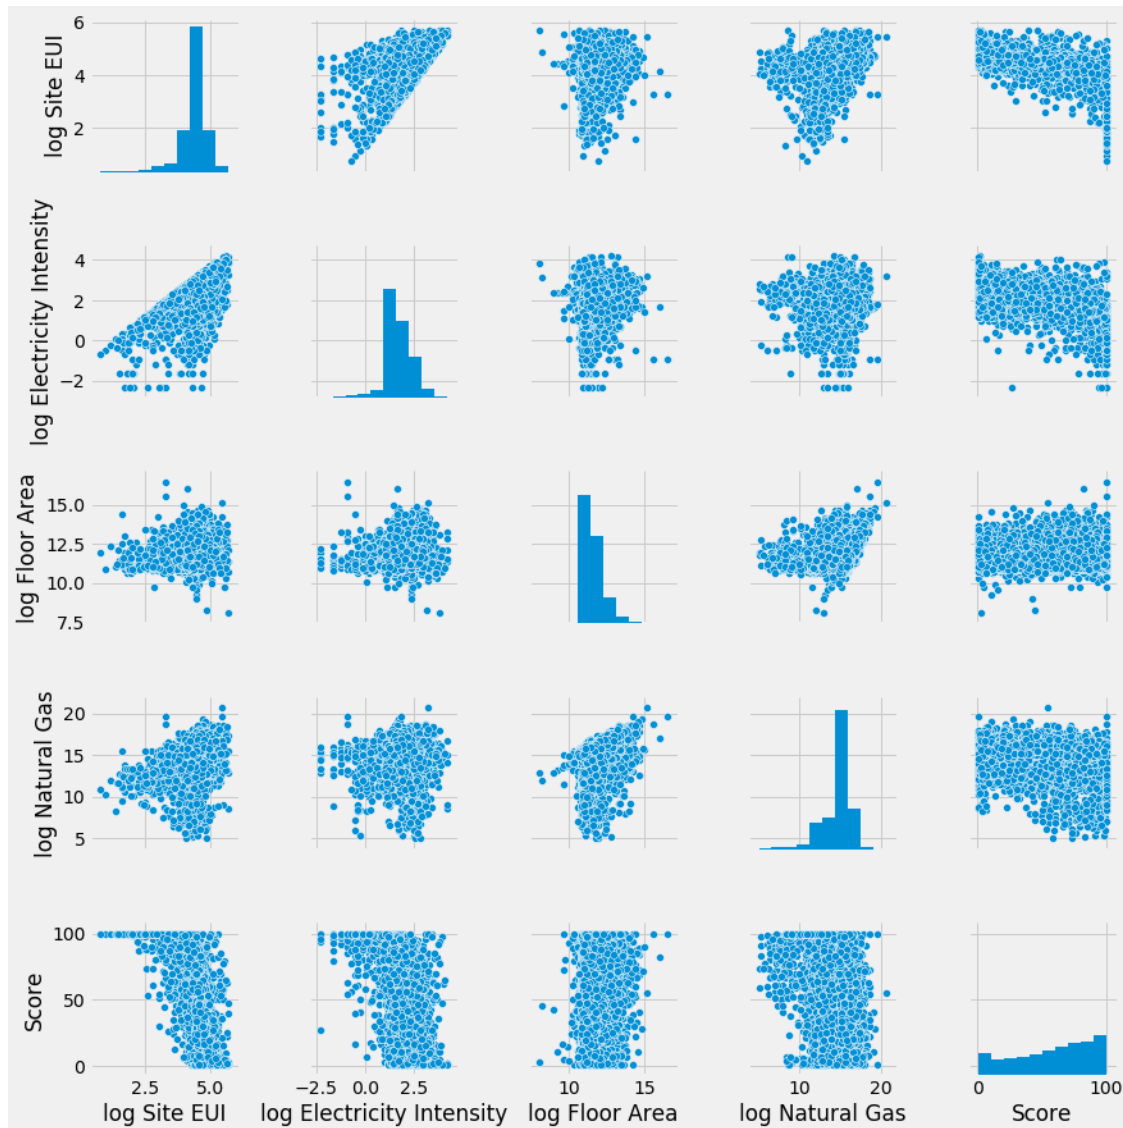 log Site EUI
6
4
2
log Electricity Intensity
4
2
0
−2
log Floor Area
15.0
12.5
10.0
7.5
log Natural Gas
20
15
10
5
Score
100
50
0
2.5 5.0 −2.5 0.0 2.5 10 15 10 20 0 100
log Site EUI log Electricity Intensity log Floor Area log Natural Gas Score